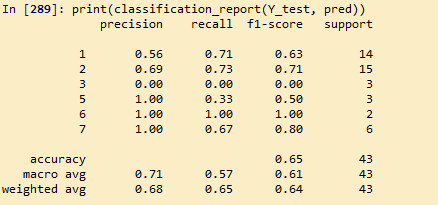 In [289]: print(classification_report(Y_test, pred))
precision recall f1-score support
1 0.56 0.71 0.63 14
2 0.69 0.73 0.71 15
3 0.00 0.00 0.00 3
5 1.00 0.33 0.50 3
6 1.00 1.00 1.00 2
7 1.00 0.67 0.80 6
accuracy 0.65 43
macro avg 0.71 0.57 0.61 43
weighted avg 0.68 0.65 0.64 43